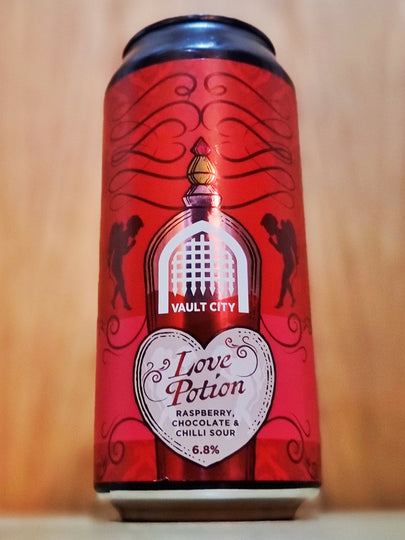 VAULT CITY
Love
Potion
RASPBERRY,
CHOCOLATE &
CHILLI SOUR
6.8%